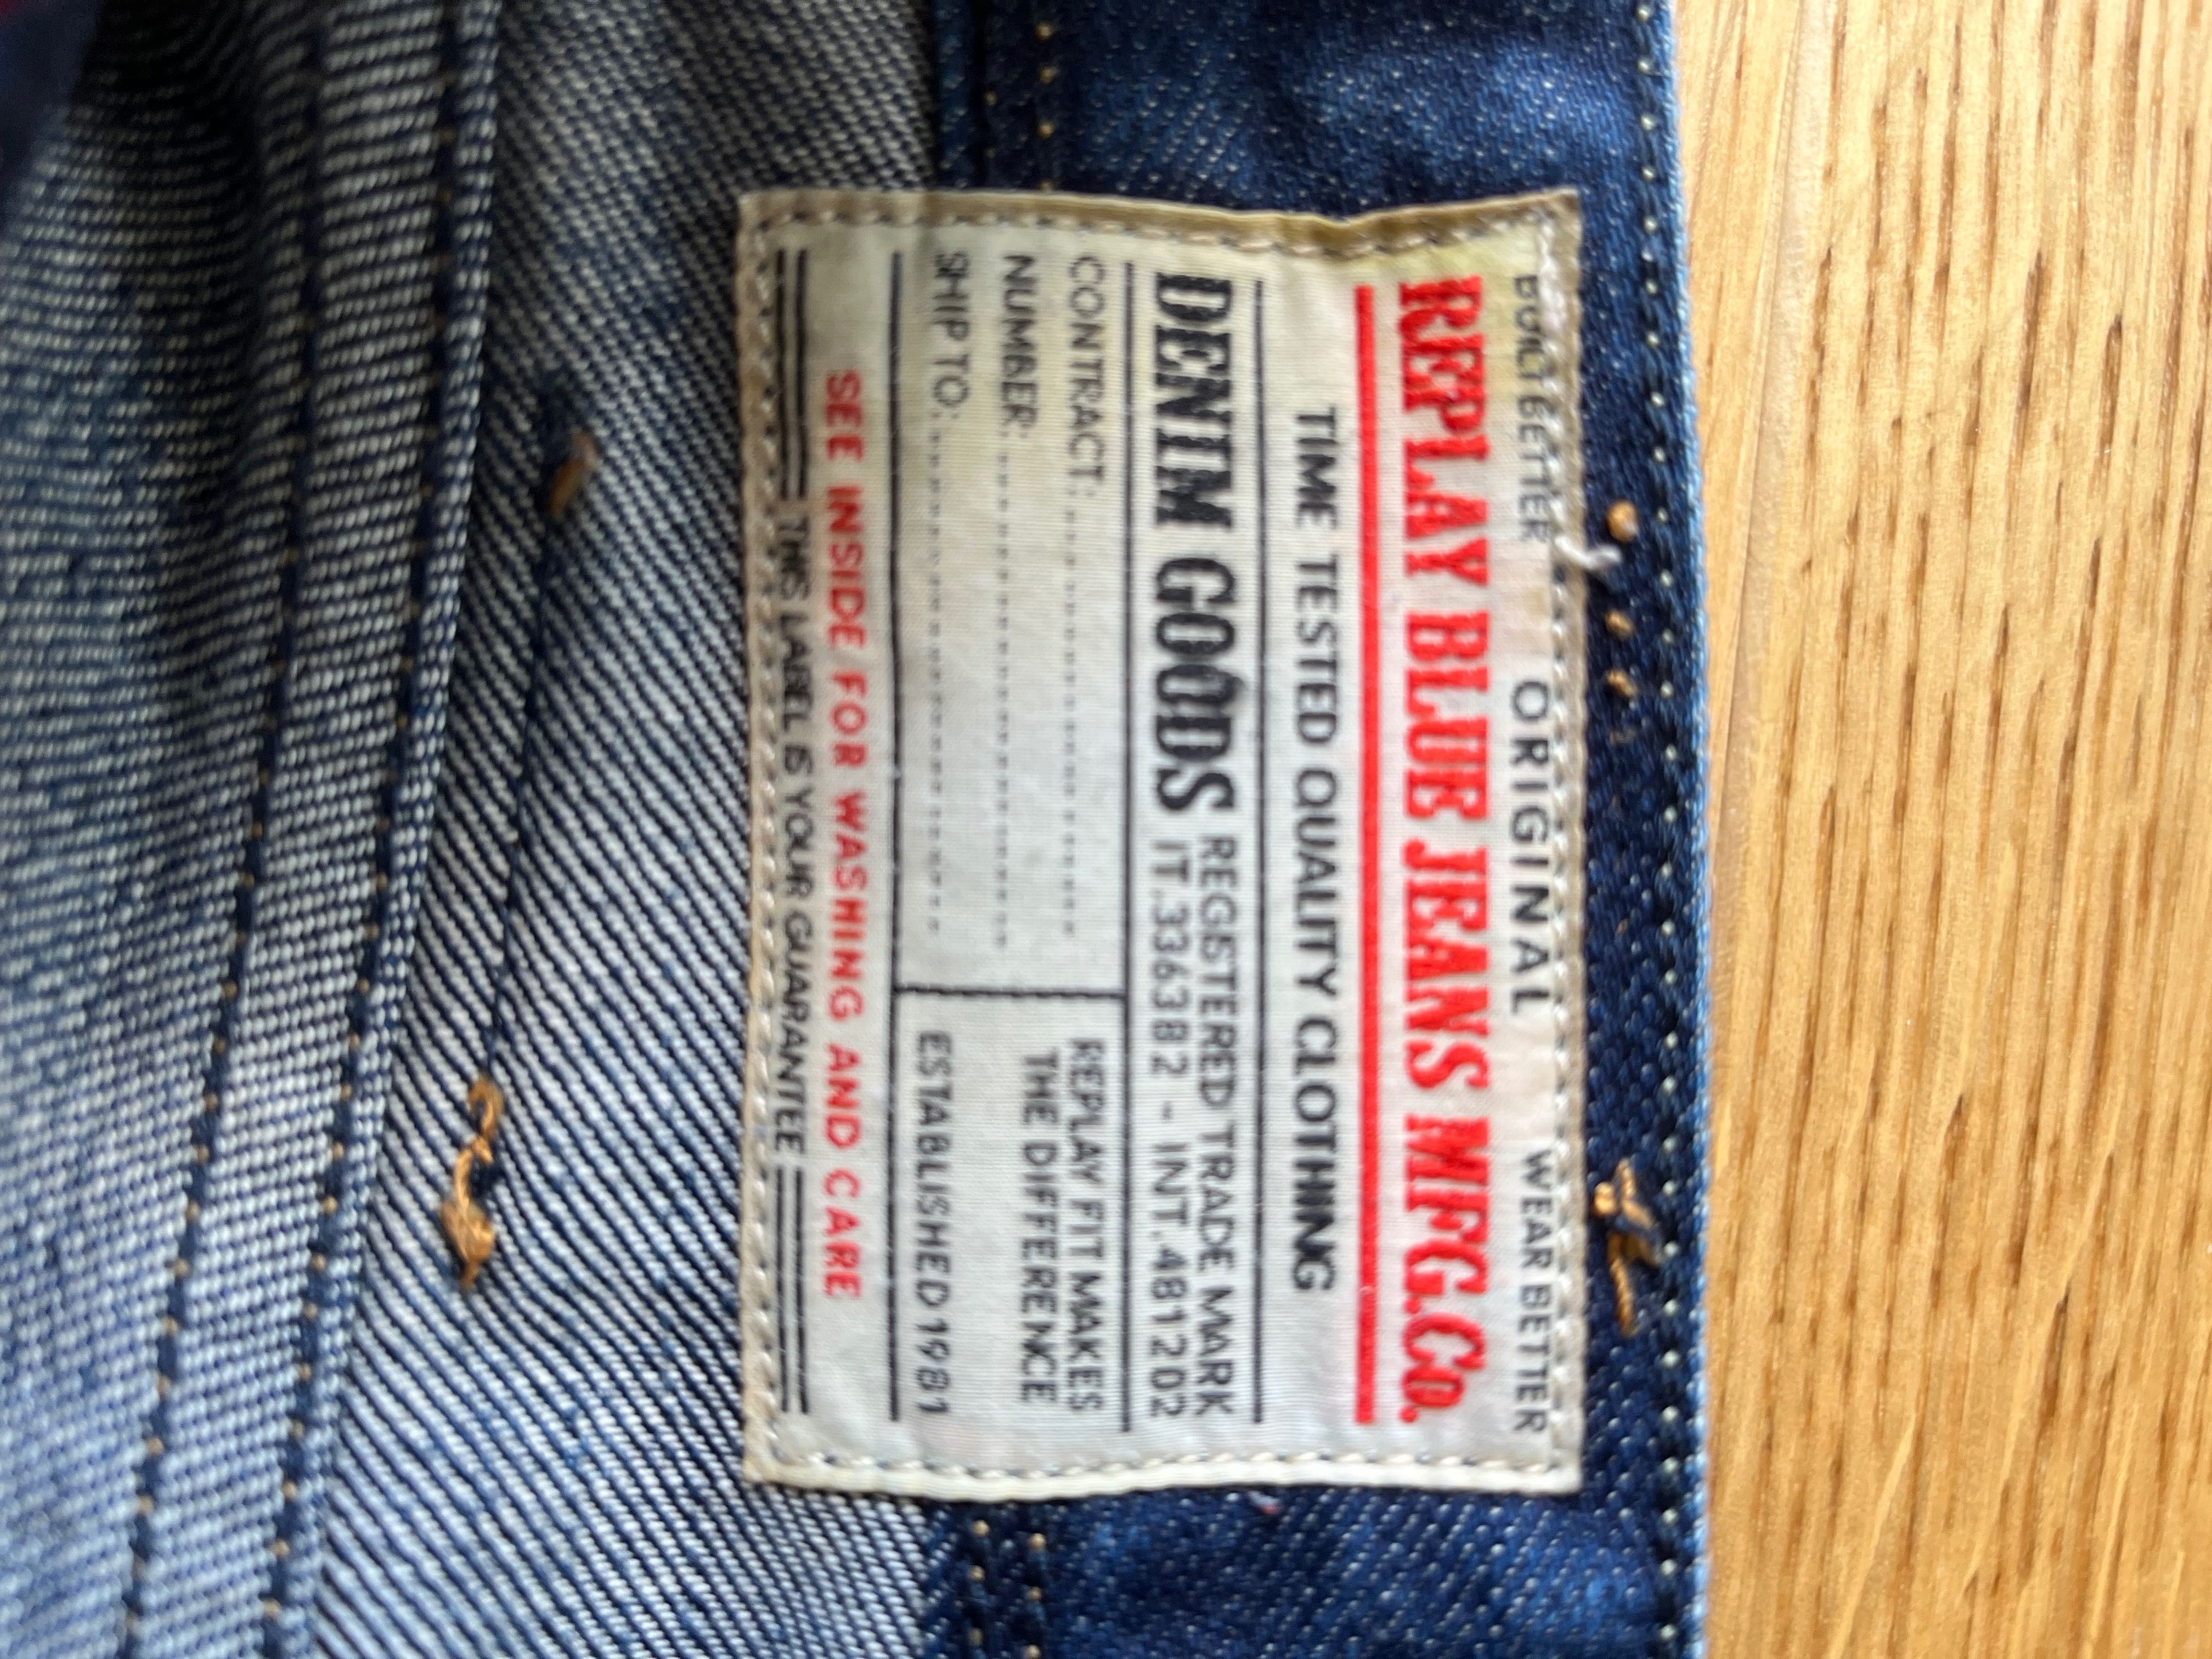 BUILT BETTER ORIGINAL WEAR BETTER
REPLAY BLUE JEANS MFG.Co.
TIME TESTED QUALITY CLOTHING
DENIM GOODS REGISTERED TRADE MARK
IT.336382 - INT.481202
CONTRACT:
NUMBER:
SHIP TO:
REPLAY FIT MAKES
THE DIFFERENCE
ESTABLISHED 1981
SEE INSIDE FOR WASHING AND CARE
THIS LABEL IS YOUR GUARANTEE